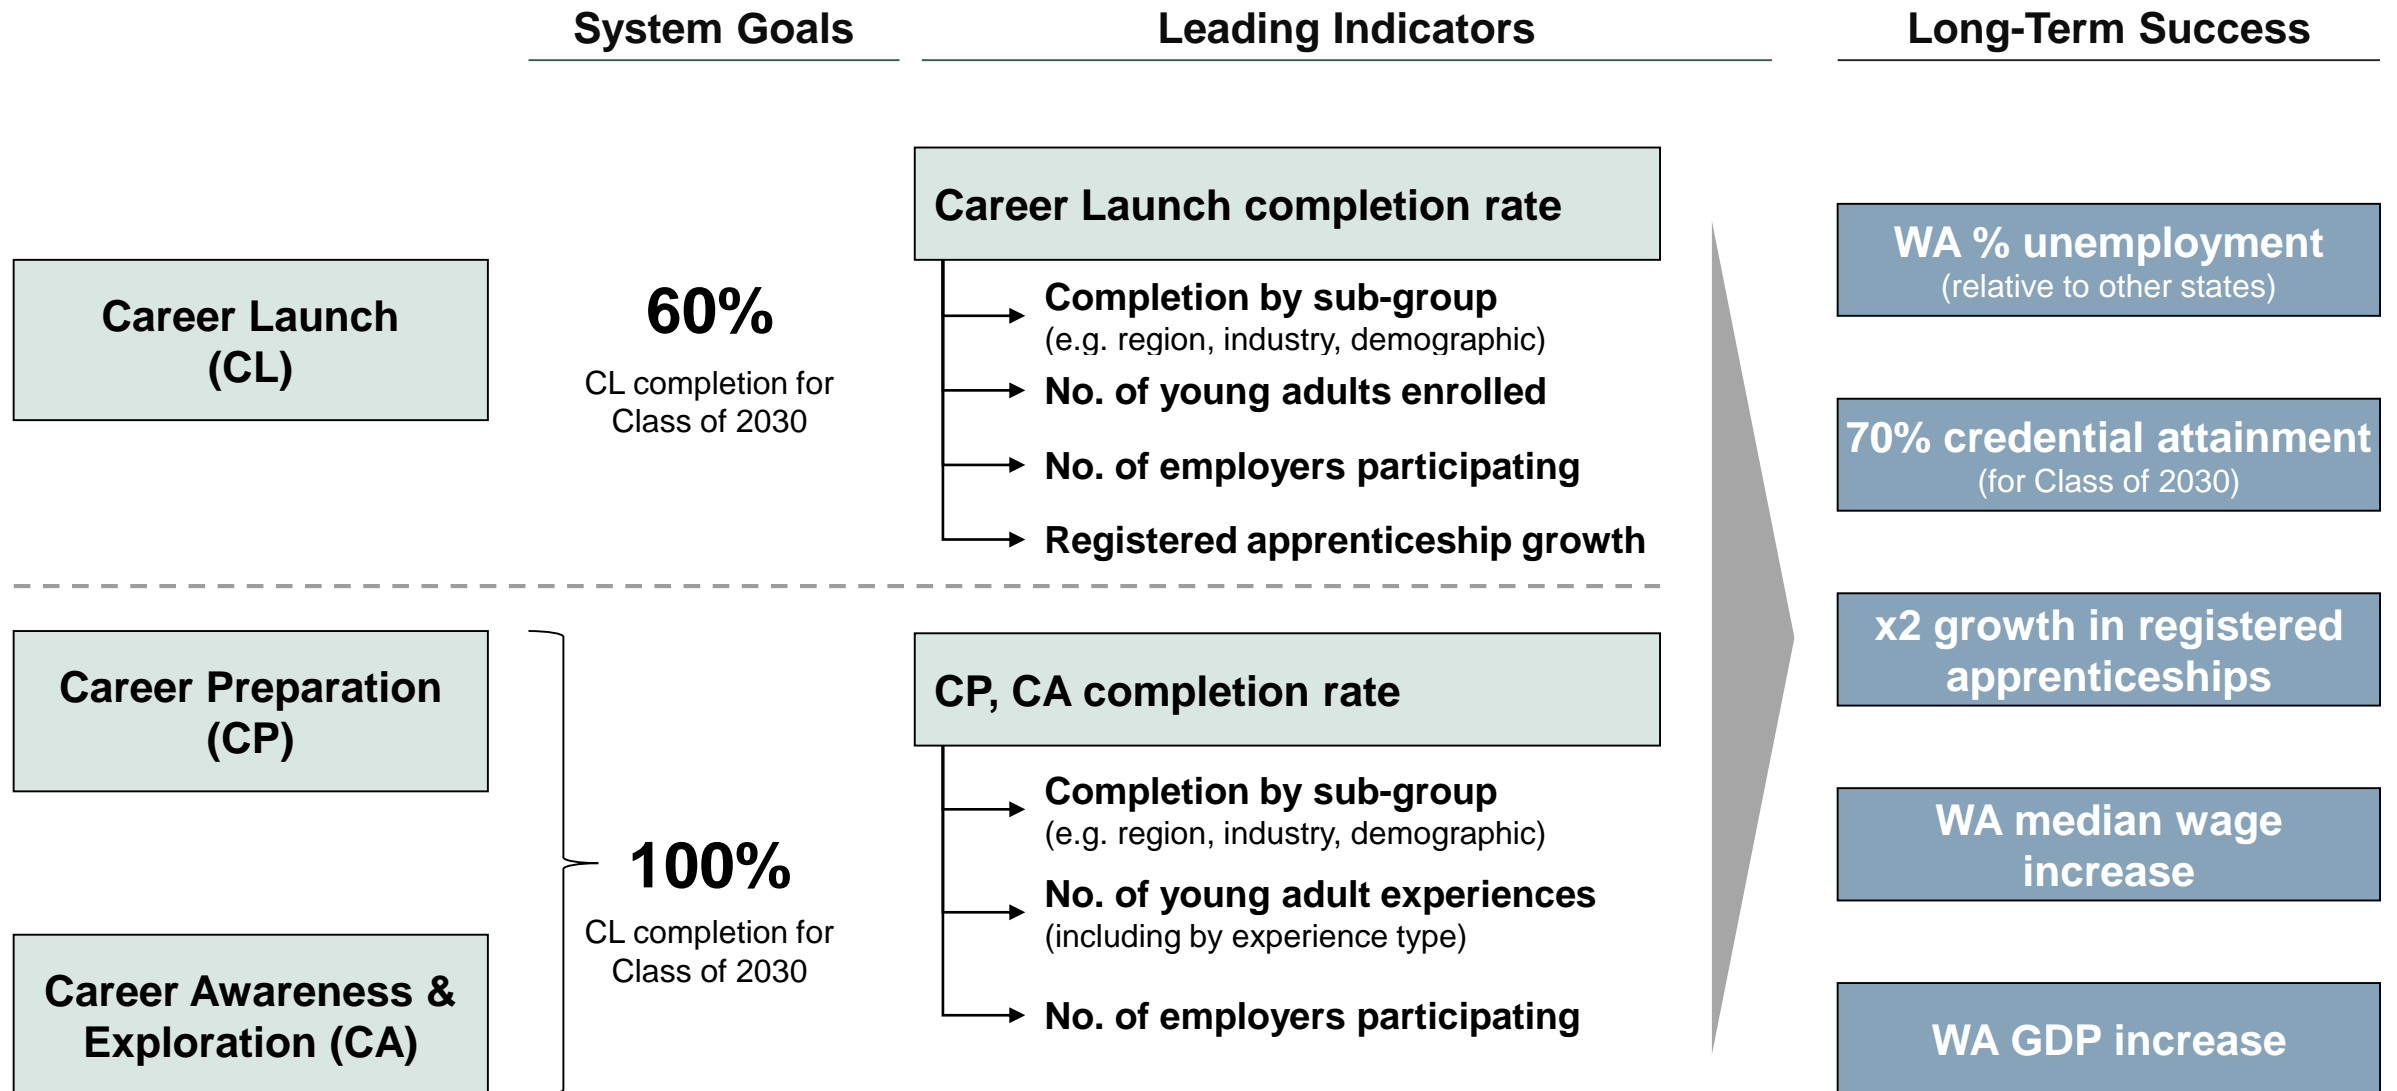 System Goals
Leading Indicators
Long-Term Success
Career Launch
(CL)
60%
CL completion for
Class of 2030
Career Launch completion rate
Completion by sub-group
(e.g. region, industry, demographic)
No. of young adults enrolled
No. of employers participating
Registered apprenticeship growth
Career Preparation
(CP)
Career Awareness &
Exploration (CA)
100%
CL completion for
Class of 2030
CP, CA completion rate
Completion by sub-group
(e.g. region, industry, demographic)
No. of young adult experiences
(including by experience type)
No. of employers participating
WA % unemployment
(relative to other states)
70% credential attainment
(for Class of 2030)
x2 growth in registered
apprenticeships
WA median wage
increase
WA GDP increase